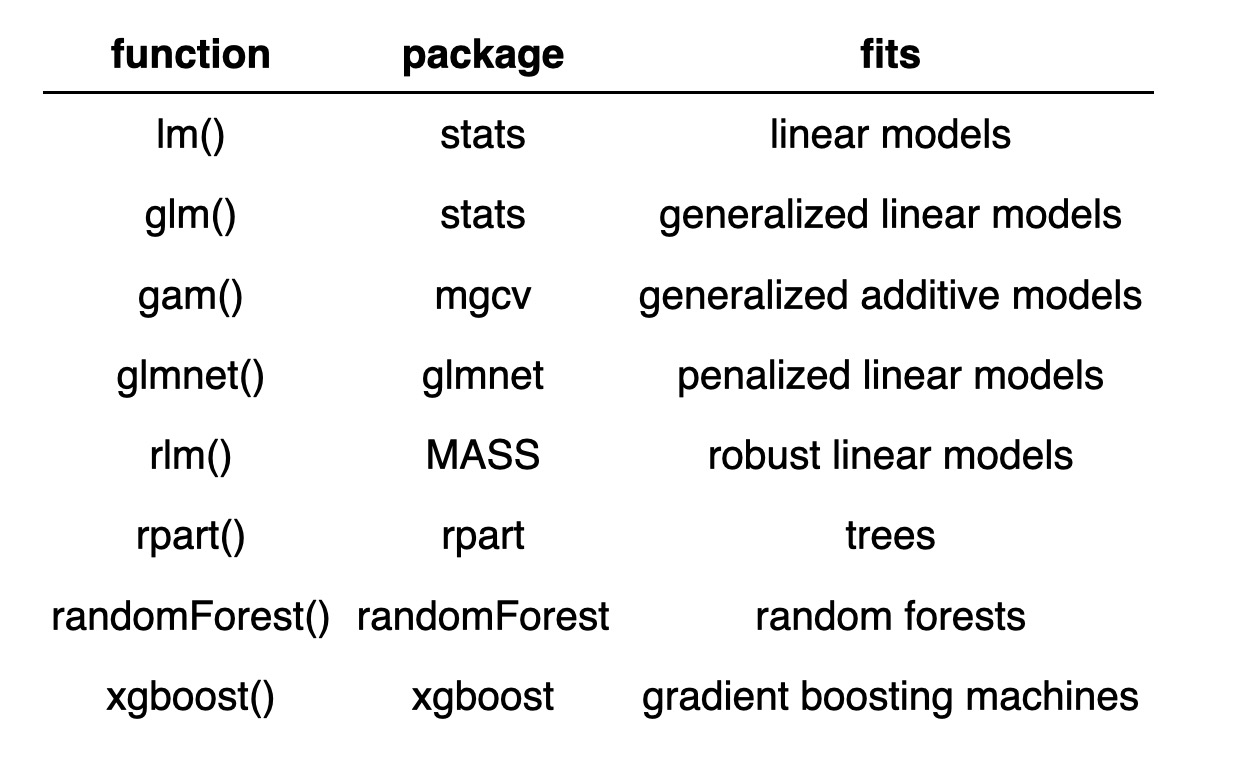 function package fits
lm() stats linear models
glm() stats generalized linear models
gam() mgcv generalized additive models
glmnet() glmnet penalized linear models
rlm() MASS robust linear models
rpart() rpart trees
randomForest() randomForest random forests
xgboost() xgboost gradient boosting machines